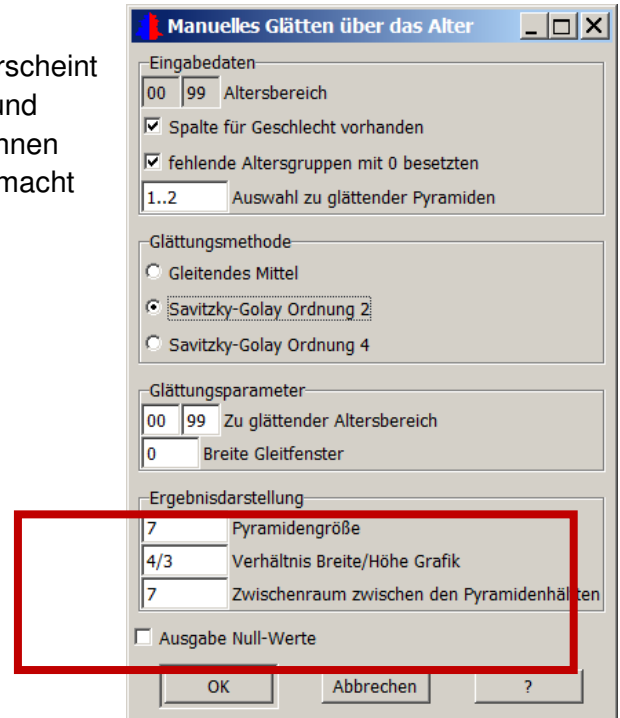 rscheint
und
hnen
macht
Manuelles Glätten über das Alter
Eingabedaten
00 99 Altersbereich
Spalte für Geschlecht vorhanden
fehlende Altersgruppen mit 0 besetzten
1..2 Auswahl zu glättender Pyramiden
Glättungsmethode
Gleitendes Mittel
Savitzky-Golay Ordnung 2
Savitzky-Golay Ordnung 4
Glättungsparameter
00 99 Zu glättender Altersbereich
0 Breite Gleitfenster
Ergebnisdarstellung
7 Pyramidengröße
4/3 Verhältnis Breite/Höhe Grafik
7 Zwischenraum zwischen den Pyramidenhälften
Ausgabe Null-Werte
OK Abbrechen ?